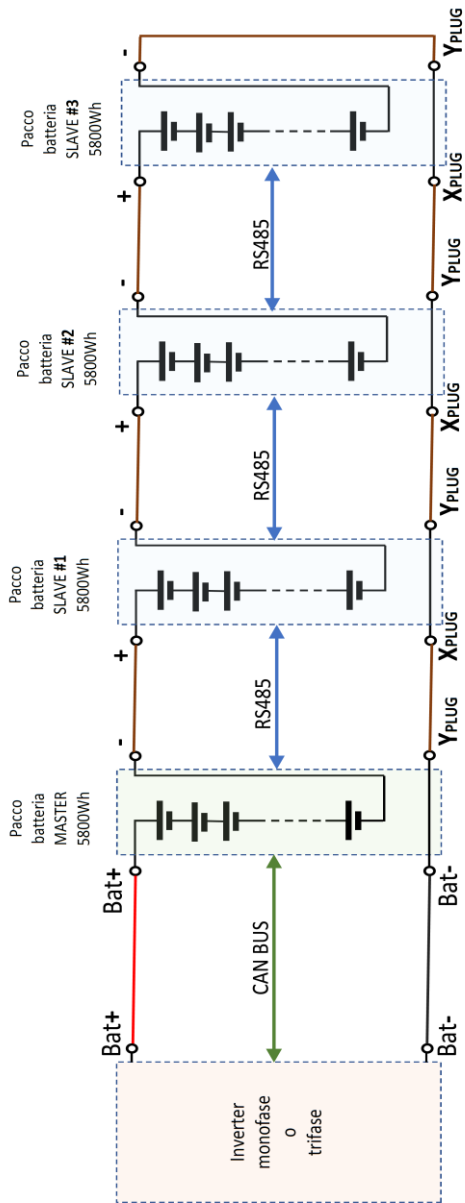 Pacco
batteria
MASTER
5800Wh
Pacco
batteria
SLAVE #1
5800Wh
Pacco
batteria
SLAVE #2
5800Wh
Pacco
batteria
SLAVE #3
5800Wh
Bat+
Bat+
-
+
-
+
-
+
-
Inverter
monofase
o
trifase
CAN BUS
RS485
RS485
RS485
Bat-
Bat-
YPLUG
XPLUG
YPLUG
XPLUG
YPLUG
XPLUG
YPLUG